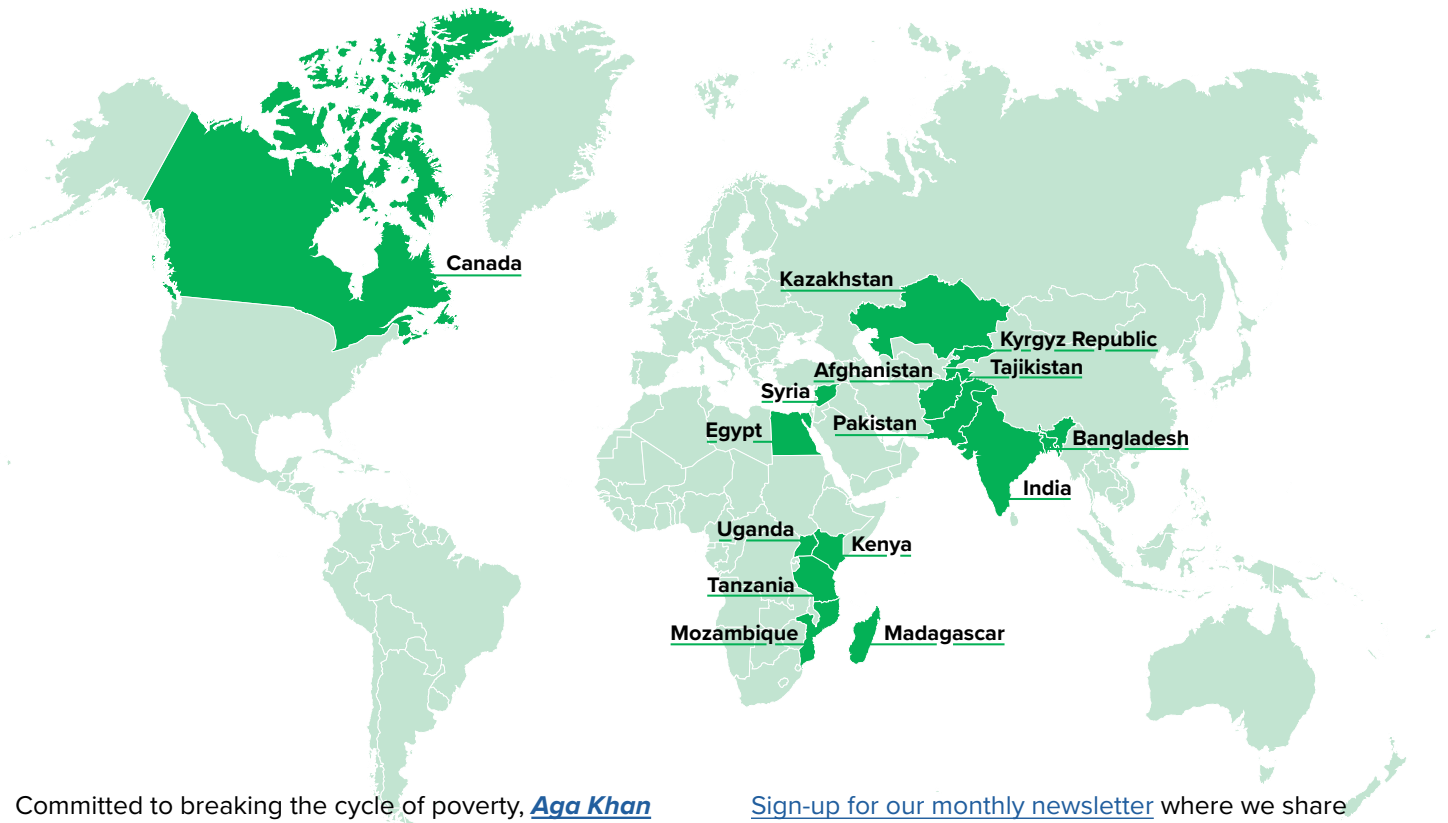 Canada
Kazakhstan
Kyrgyz Republic
Afghanistan
Tajikistan
Syria
Pakistan
Egypt
Bangladesh
India
Uganda
Kenya
Tanzania
Mozambique
Madagascar
Committed to breaking the cycle of poverty, Aga Khan
Sign-up for our monthly newsletter where we share